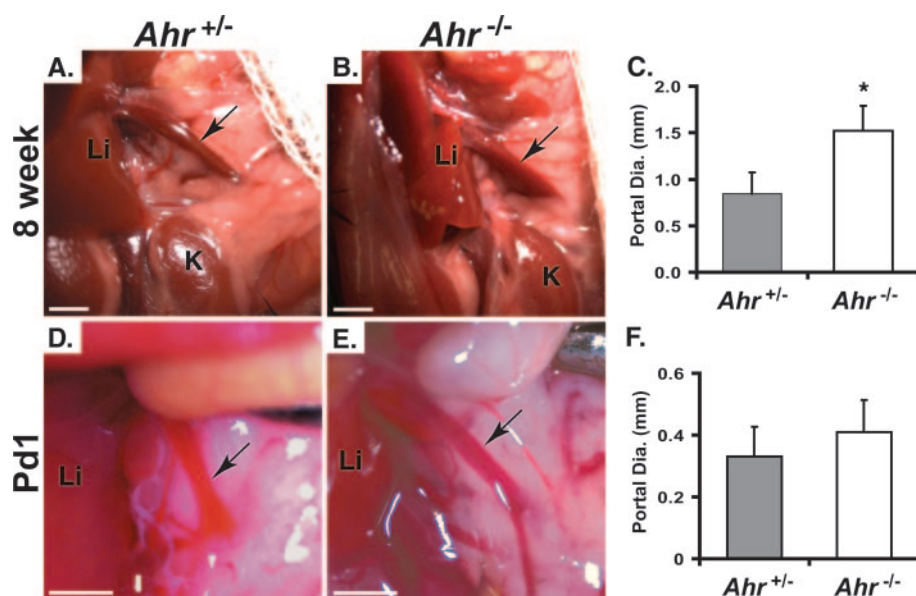 Ahr +/-
Ahr -/-
8 week
A.
Li
K
B.
Li
K
C.
Portal Dia. (mm)
2.0
1.5
1.0
0.5
0.0
*
Ahr +/-
Ahr -/-
Pd1
D.
Li
E.
Li
F.
Portal Dia. (mm)
0.6
0.4
0.2
0
Ahr +/-
Ahr -/-